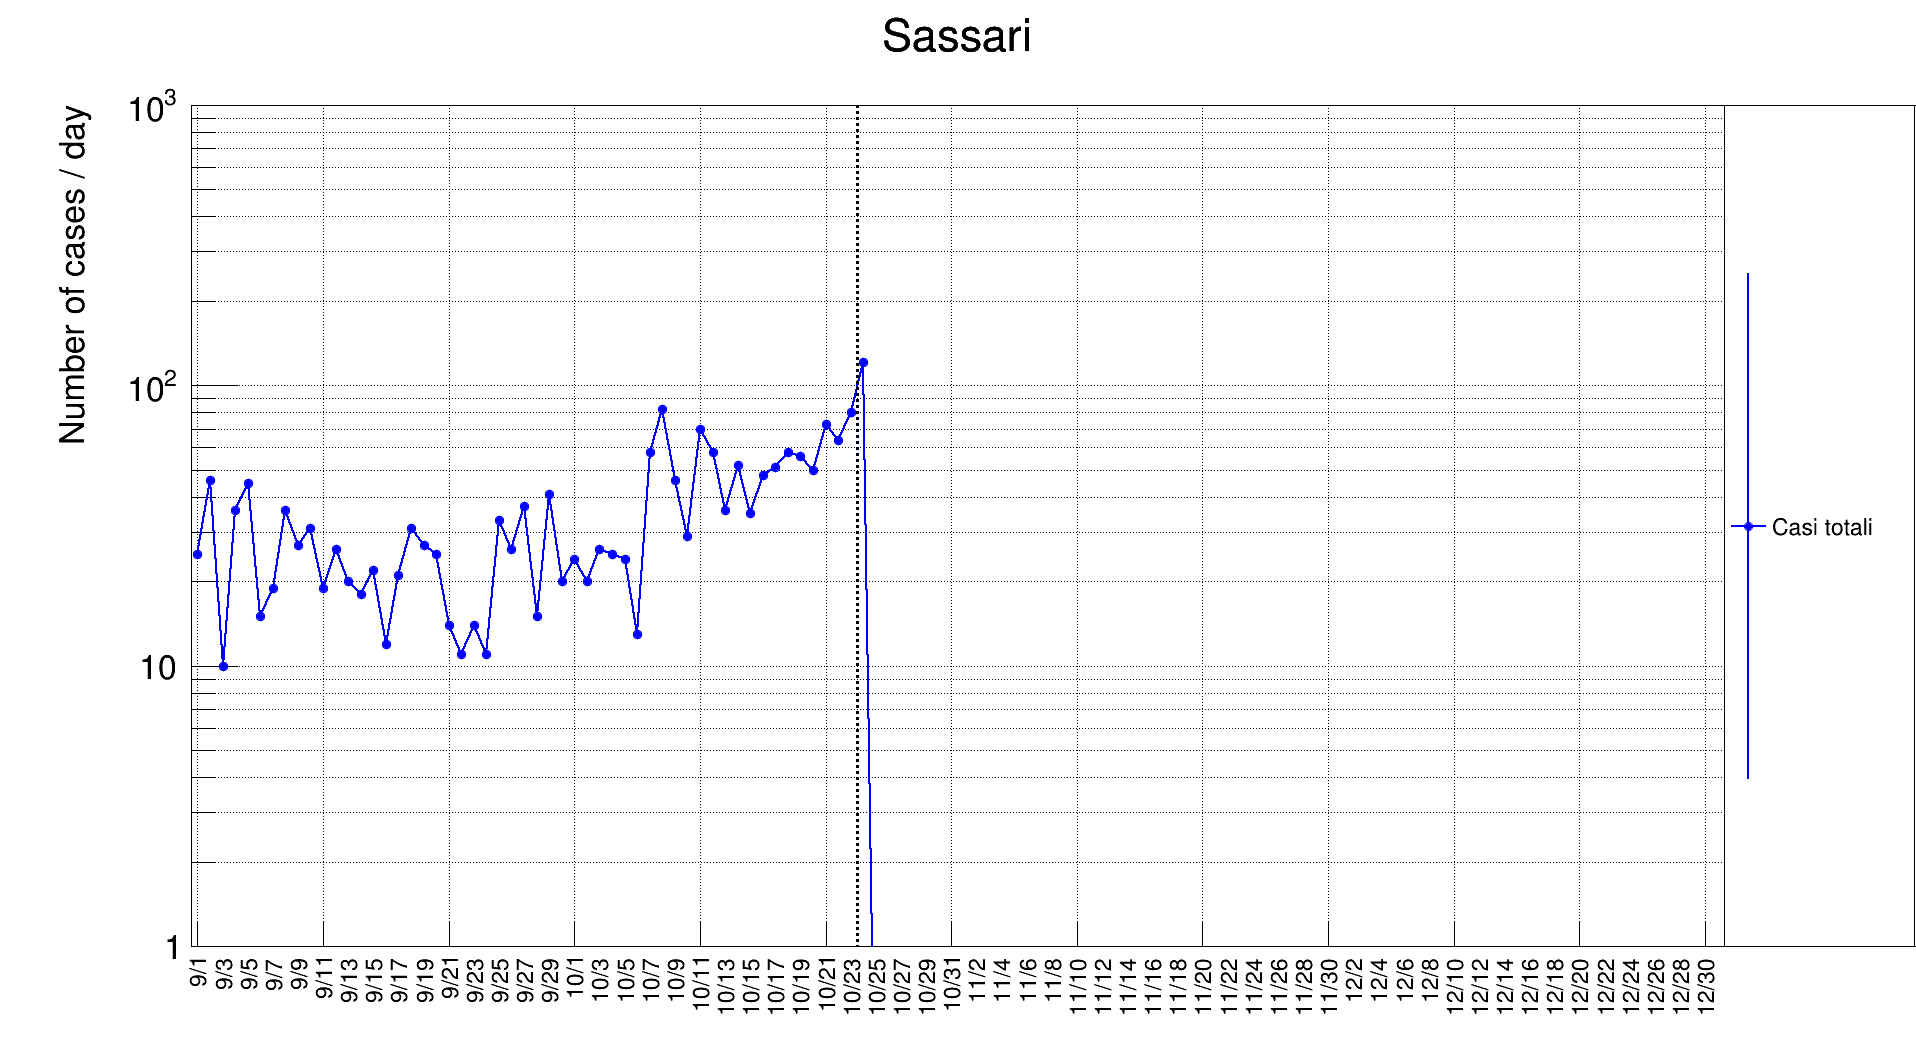 Sassari
Number of cases / day
10³
10²
10
1
9/1 9/3 9/5 9/7 9/9 9/11 9/13 9/15 9/17 9/19 9/21 9/23 9/25 9/27 9/29 10/1 10/3 10/5 10/7 10/9 10/11 10/13 10/15 10/17 10/19 10/21 10/23 10/25 10/27 10/29 10/31 11/2 11/4 11/6 11/8 11/10 11/12 11/14 11/16 11/18 11/20 11/22 11/24 11/26 11/28 11/30 12/2 12/4 12/6 12/8 12/10 12/12 12/14 12/16 12/18 12/20 12/22 12/24 12/26 12/28 12/30
Casi totali